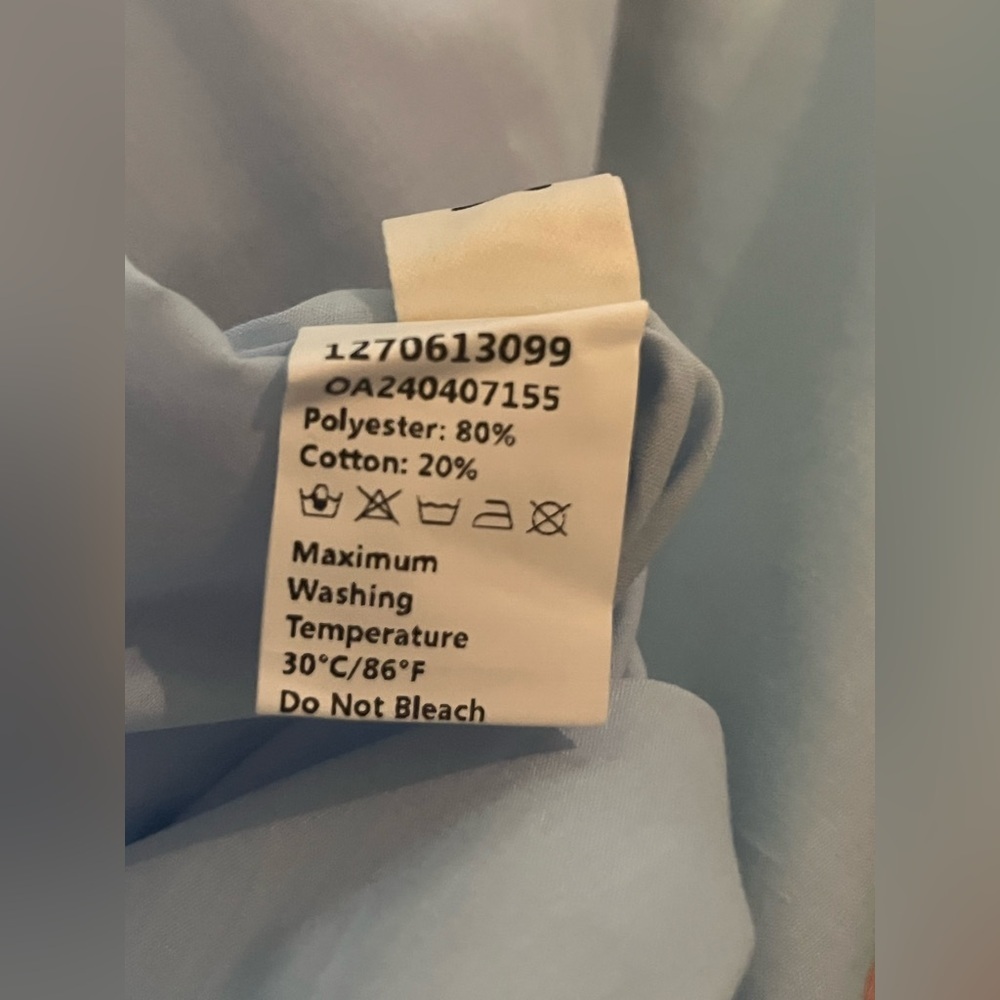 1270613099
OA240407155
Polyester: 80%
Cotton: 20%
Maximum
Washing
Temperature
30°C/86°F
Do Not Bleach